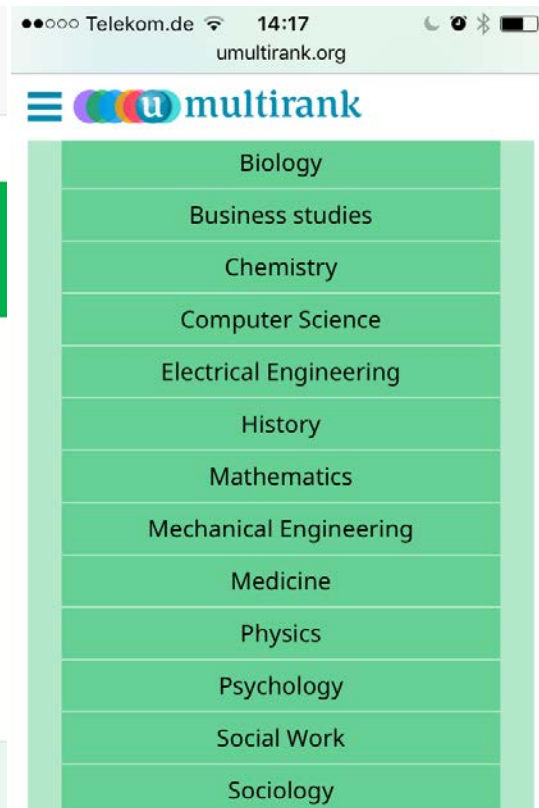 Telekom.de 14:17
umultirank.org
u multirank
Biology
Business studies
Chemistry
Computer Science
Electrical Engineering
History
Mathematics
Mechanical Engineering
Medicine
Physics
Psychology
Social Work
Sociology